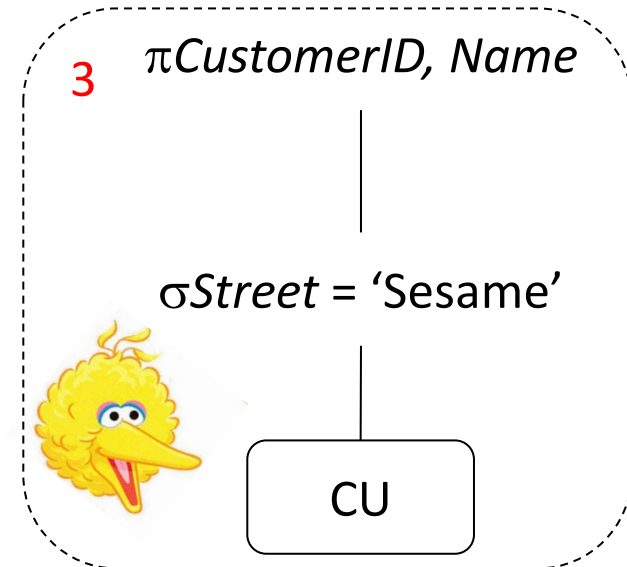 3
πCustomerID, Name
σStreet = ‘Sesame’
CU